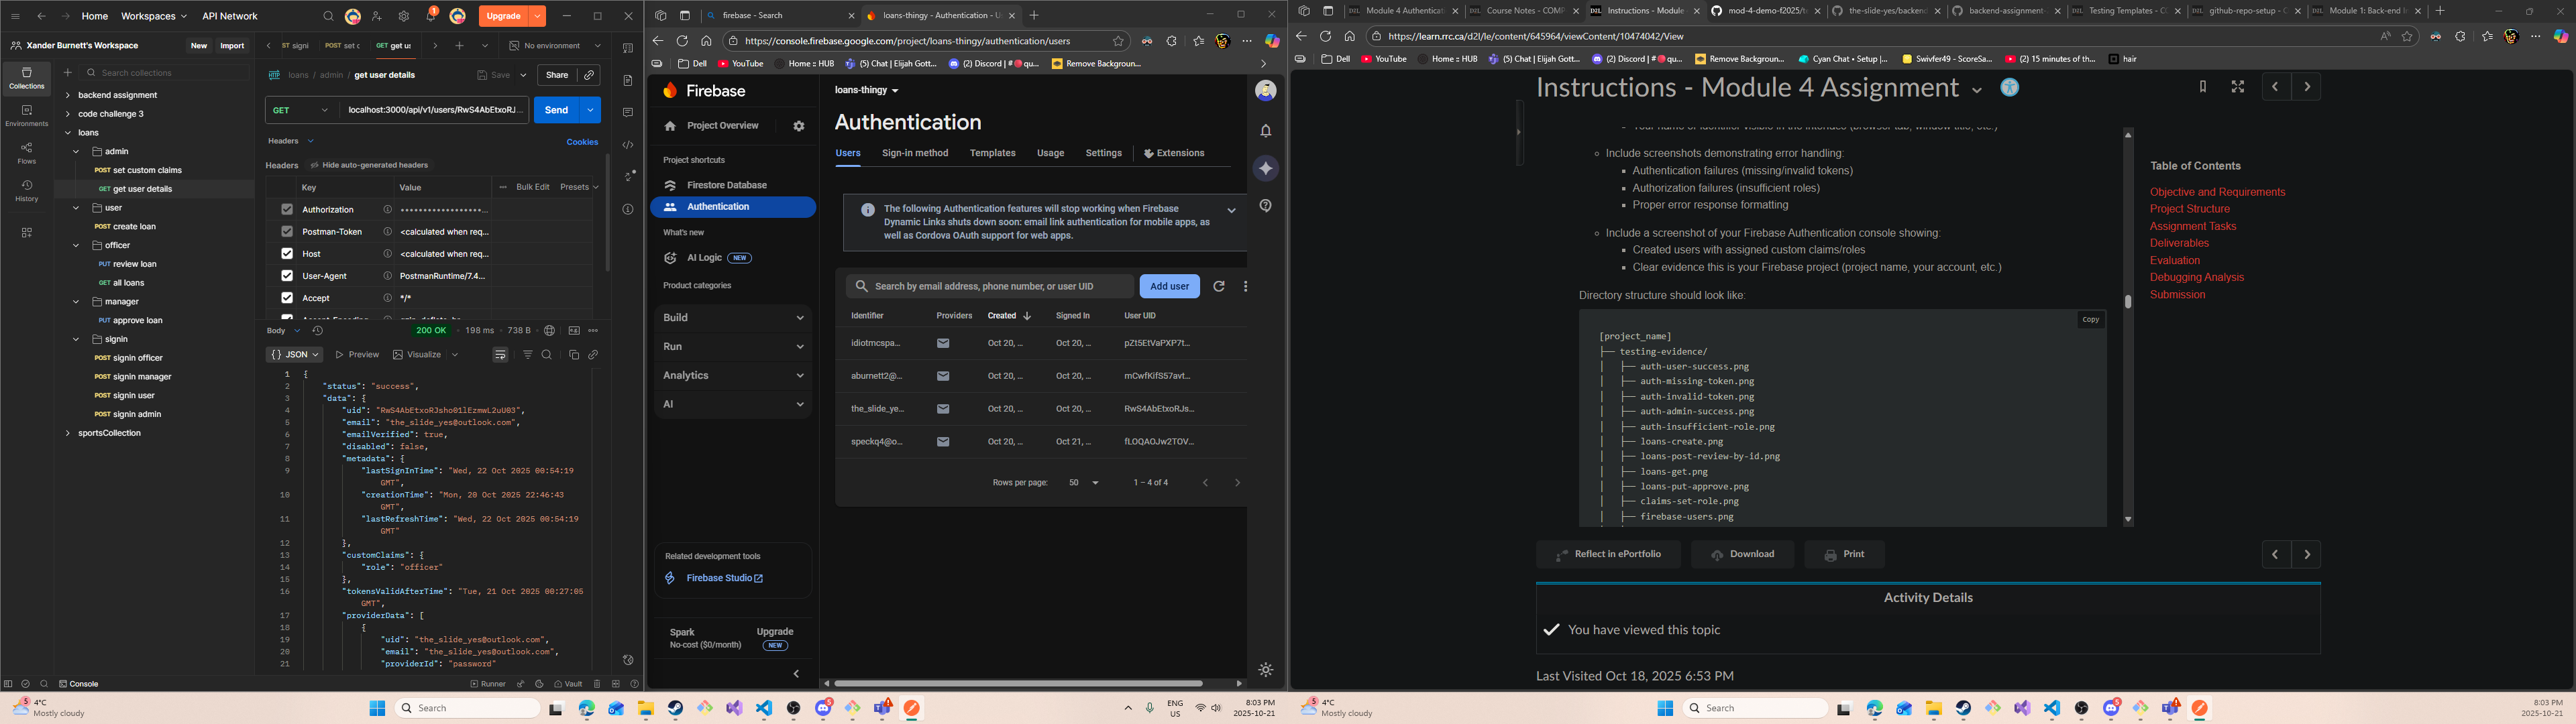 Home
Workspaces
API Network
1
Upgrade
Xander Burnett's Workspace
New
Import
ST signi
POST set c
GET get us
No environment
Collections
Environments
Flows
History
Search collections
backend assignment
code challenge 3
loans
admin
POST set custom claims
GET get user details
user
POST create loan
officer
PUT review loan
GET all loans
manager
PUT approve loan
signin
POST signin officer
POST signin manager
POST signin user
POST signin admin
sportsCollection
loans / admin / get user details
Save
Share
GET
localhost:3000/api/v1/users/RwS4AbEtxoRJ...
Send
Headers
Cookies
Headers
Hide auto-generated headers
Key
Value
Bulk Edit
Presets
Authorization
Postman-Token
<calculated when req...
Host
<calculated when req...
User-Agent
PostmanRuntime/7.4...
Accept
*/*
Body
200 OK
198 ms
738 B
{ } JSON
Preview
Visualize
1 {
2 "status": "success",
3 "data": {
4 "uid": "RwS4AbEtxoRJsho01lEzmwL2uU03",
5 "email": "the_slide_yes@outlook.com",
6 "emailVerified": true,
7 "disabled": false,
8 "metadata": {
9 "lastSignInTime": "Wed, 22 Oct 2025 00:54:19
GMT",
10 "creationTime": "Mon, 20 Oct 2025 22:46:43
GMT",
11 "lastRefreshTime": "Wed, 22 Oct 2025 00:54:19
GMT"
12 },
13 "customClaims": {
14 "role": "officer"
15 },
16 "tokensValidAfterTime": "Tue, 21 Oct 2025 00:27:05
GMT",
17 "providerData": [
18 {
19 "uid": "the_slide_yes@outlook.com",
20 "email": "the_slide_yes@outlook.com",
21 "providerId": "password"
Console
Runner
Vault
firebase - Search
loans-thingy - Authentication - U
https://console.firebase.google.com/project/loans-thingy/authentication/users
Dell
YouTube
Home :: HUB
(5) Chat | Elijah Gott...
(2) Discord | # qu...
Remove Backgroun...
Firebase
Project Overview
Project shortcuts
Firestore Database
Authentication
What's new
AI Logic
NEW
Product categories
Build
Run
Analytics
AI
Related development tools
Firebase Studio
Spark
No-cost ($0/month)
Upgrade
NEW
loans-thingy
Authentication
Users
Sign-in method
Templates
Usage
Settings
Extensions
The following Authentication features will stop working when Firebase
Dynamic Links shuts down soon: email link authentication for mobile apps, as
well as Cordova OAuth support for web apps.
Search by email address, phone number, or user UID
Add user
Identifier
Providers
Created
Signed In
User UID
idiotmcspa...
Oct 20, ...
Oct 20, ...
pZt5EtVaPXP7t...
aburnett2@...
Oct 20, ...
Oct 20, ...
mCwfKifS57avt...
the_slide_ye...
Oct 20, ...
Oct 20, ...
RwS4AbEtxoRJs...
speckq4@o...
Oct 20, ...
Oct 21, ...
fLOQAOJw2TOV...
Rows per page:
50
1 – 4 of 4
Module 4 Authenticat
Course Notes - COMP
Instructions - Module
mod-4-demo-f2025/te
the-slide-yes/backend
backend-assignment-
Testing Templates - CO
github-repo-setup - C
Module 1: Back-end I
https://learn.rrc.ca/d2l/le/content/645964/viewContent/10474042/View
Dell
YouTube
Home :: HUB
(5) Chat | Elijah Gott...
(2) Discord | # qu...
Remove Backgroun...
Cyan Chat • Setup |...
Swivfer49 - ScoreSa...
(2) 15 minutes of th...
hair
Instructions - Module 4 Assignment
Your name or identifier visible in the interface (browser tab, window title, etc.)
Include screenshots demonstrating error handling:
Authentication failures (missing/invalid tokens)
Authorization failures (insufficient roles)
Proper error response formatting
Include a screenshot of your Firebase Authentication console showing:
Created users with assigned custom claims/roles
Clear evidence this is your Firebase project (project name, your account, etc.)
Directory structure should look like:
Copy
[project_name]
├── testing-evidence/
│ ├── auth-user-success.png
│ ├── auth-missing-token.png
│ ├── auth-invalid-token.png
│ ├── auth-admin-success.png
│ ├── auth-insufficient-role.png
│ ├── loans-create.png
│ ├── loans-post-review-by-id.png
│ ├── loans-get.png
│ ├── loans-put-approve.png
│ ├── claims-set-role.png
│ ├── firebase-users.png
Table of Contents
Objective and Requirements
Project Structure
Assignment Tasks
Deliverables
Evaluation
Debugging Analysis
Submission
Reflect in ePortfolio
Download
Print
Activity Details
You have viewed this topic
Last Visited Oct 18, 2025 6:53 PM
5
4°C
Mostly cloudy
Search
5
ENG
US
8:03 PM
2025-10-21
5
4°C
Mostly cloudy
Search
5
8:03 PM
2025-10-21